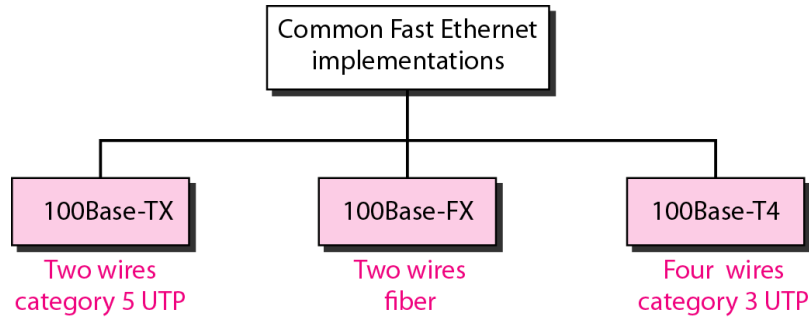 Common Fast Ethernet
implementations
100Base-TX
100Base-FX
100Base-T4
Two wires
category 5 UTP
Two wires
fiber
Four wires
category 3 UTP